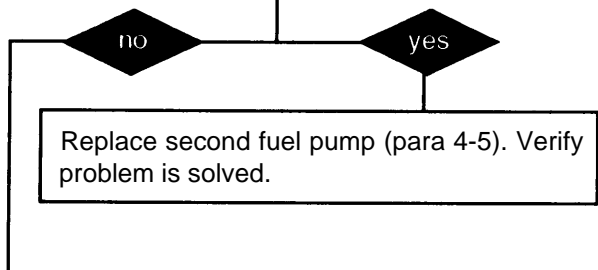 no
yes
Replace second fuel pump (para 4-5). Verify
problem is solved.